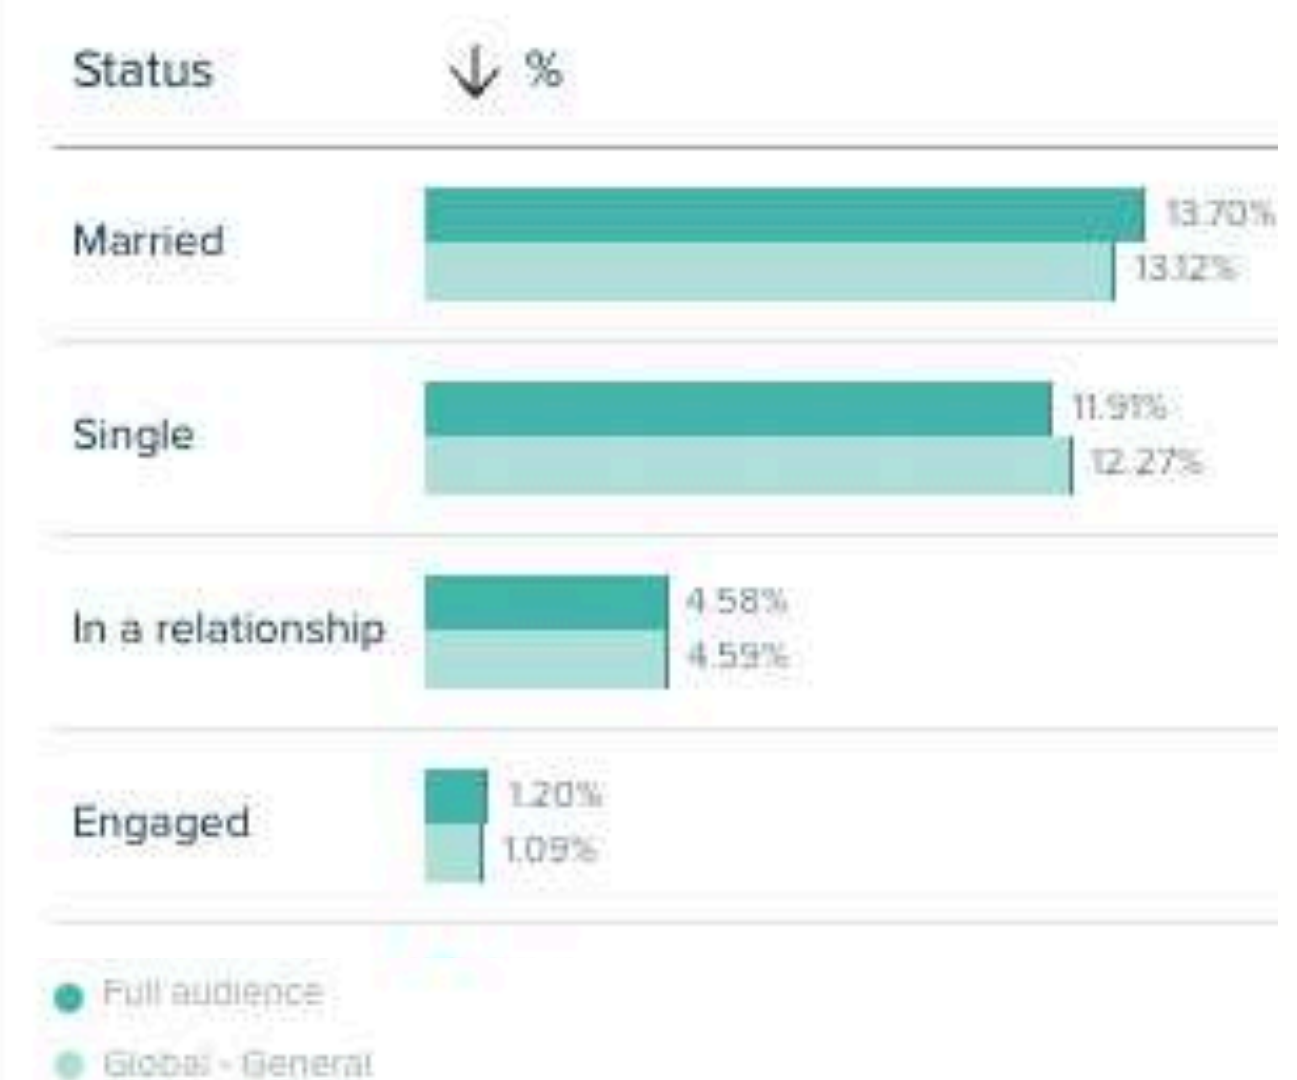 Status ↓ %
Married
13.70%
13.12%
Single
11.91%
12.27%
In a relationship
4.58%
4.59%
Engaged
1.20%
1.09%
Full audience
Global - General